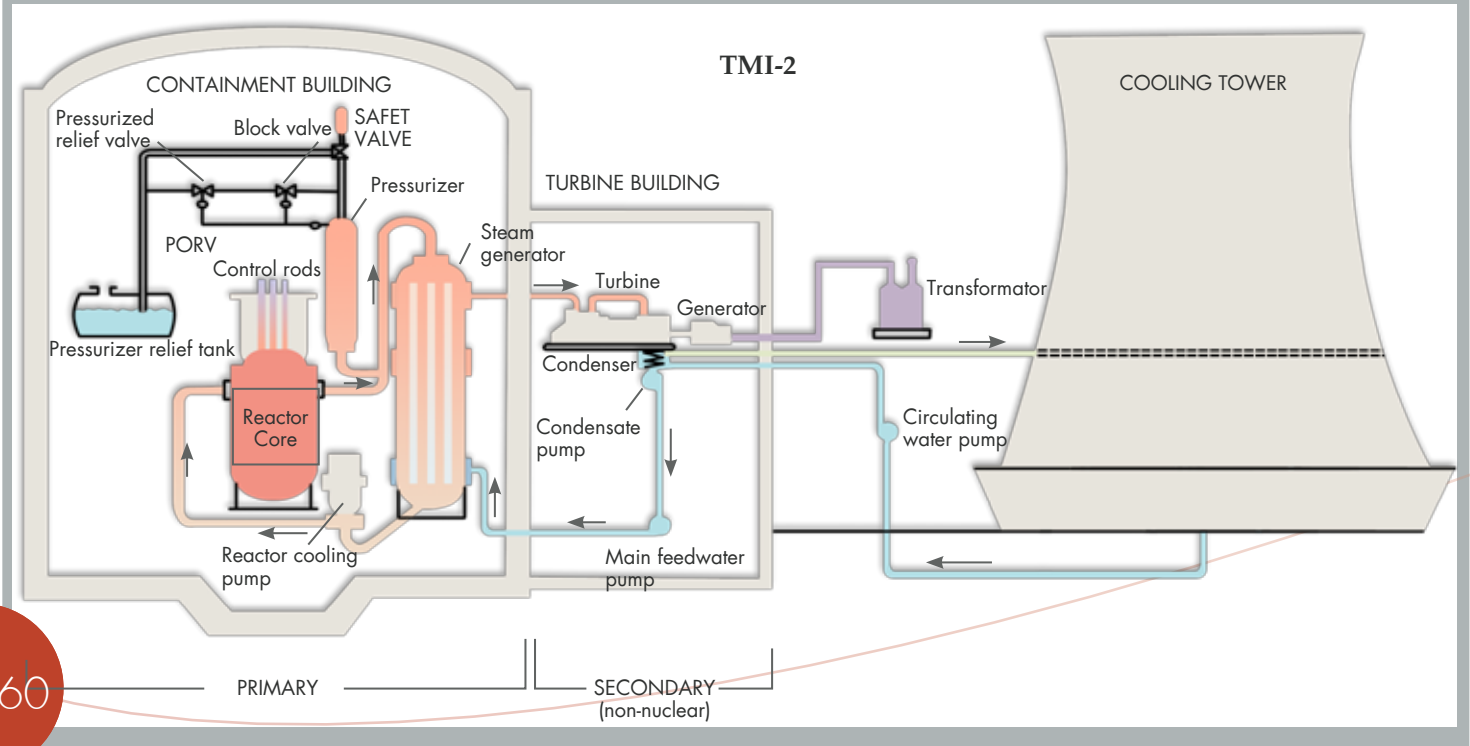 TMI-2
CONTAINMENT BUILDING
COOLING TOWER
Pressurized
relief valve
Block valve
SAFET
VALVE
Pressurizer
TURBINE BUILDING
PORV
Steam
generator
Control rods
Turbine
Generator
Transformator
Pressurizer relief tank
Condenser
Reactor
Core
Condensate
pump
Circulating
water pump
Reactor cooling
pump
Main feedwater
pump
PRIMARY
SECONDARY
(non-nuclear)
60